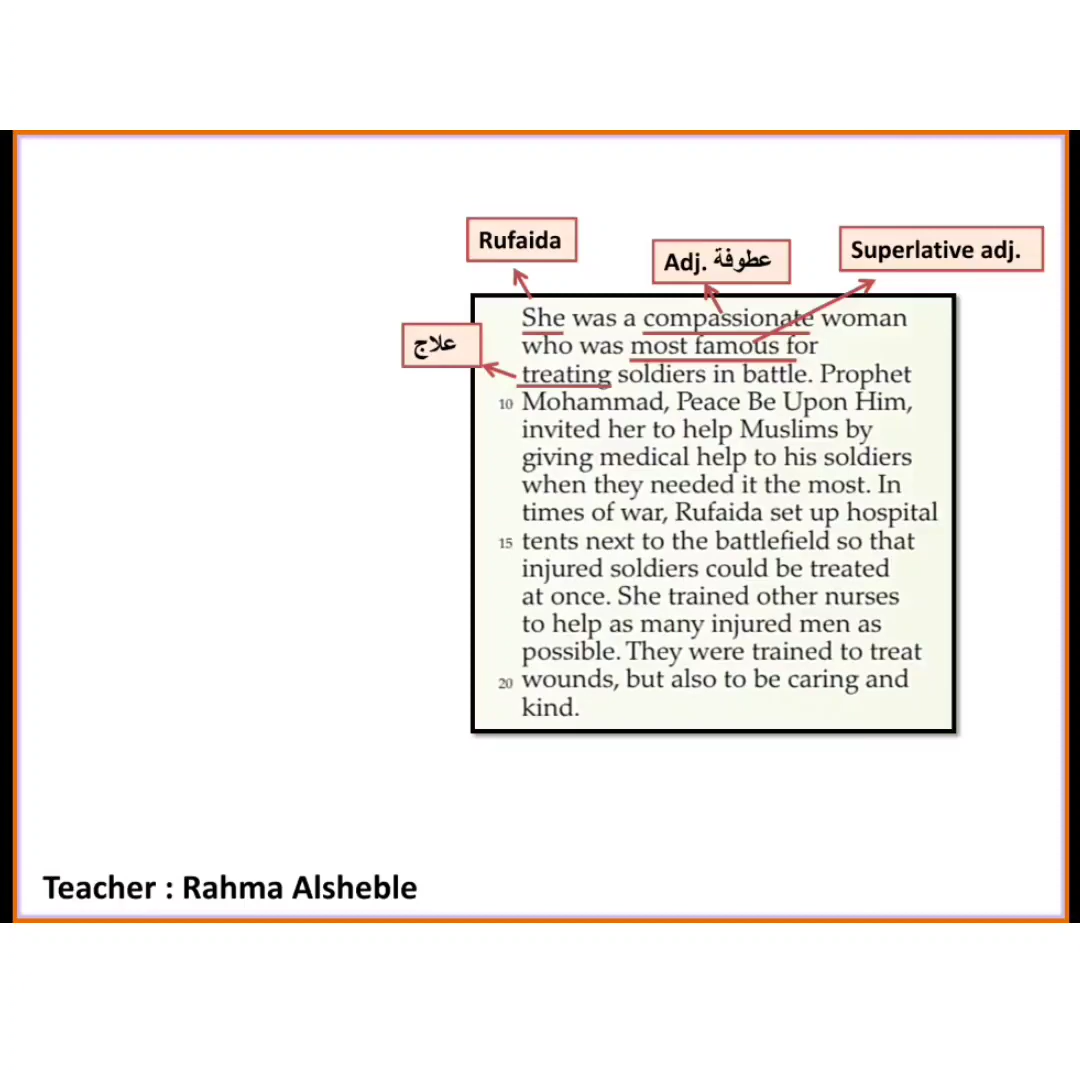 Rufaida
Adj. عطوفة
Superlative adj.
علاج
She was a compassionate woman
who was most famous for
treating soldiers in battle. Prophet
10 Mohammad, Peace Be Upon Him,
invited her to help Muslims by
giving medical help to his soldiers
when they needed it the most. In
times of war, Rufaida set up hospital
15 tents next to the battlefield so that
injured soldiers could be treated
at once. She trained other nurses
to help as many injured men as
possible. They were trained to treat
20 wounds, but also to be caring and
kind.
Teacher : Rahma Alsheble